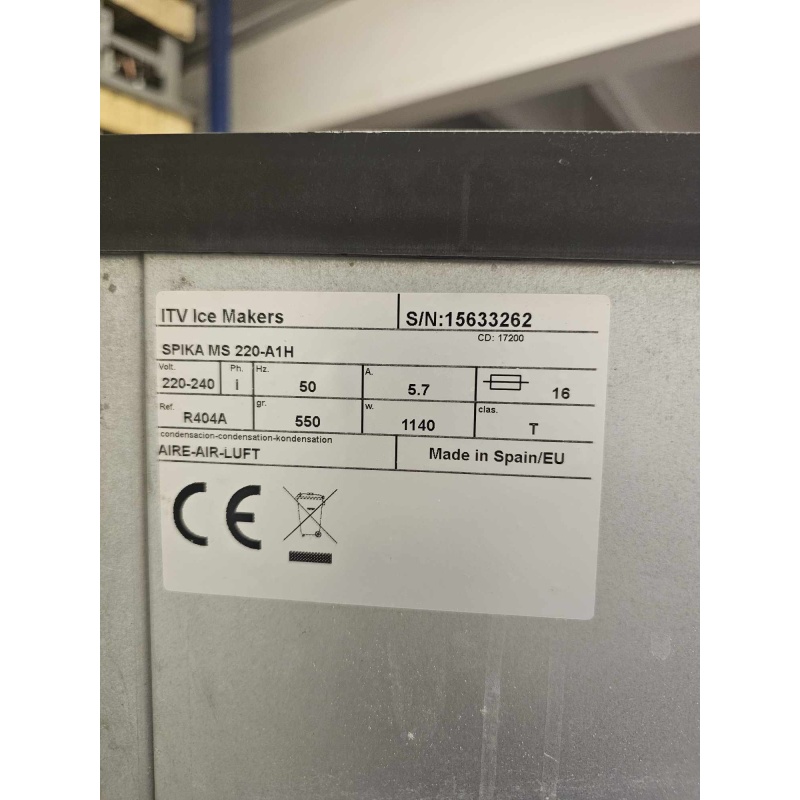 ITV Ice Makers
S/N:15633262
CD: 17200
SPIKA MS 220-A1H
Volt. 220-240
Ph. i
Hz. 50
A. 5.7
16
Ref. R404A
gr. 550
w. 1140
clas. T
condensacion-condensation-kondensation
AIRE-AIR-LUFT
Made in Spain/EU
CE